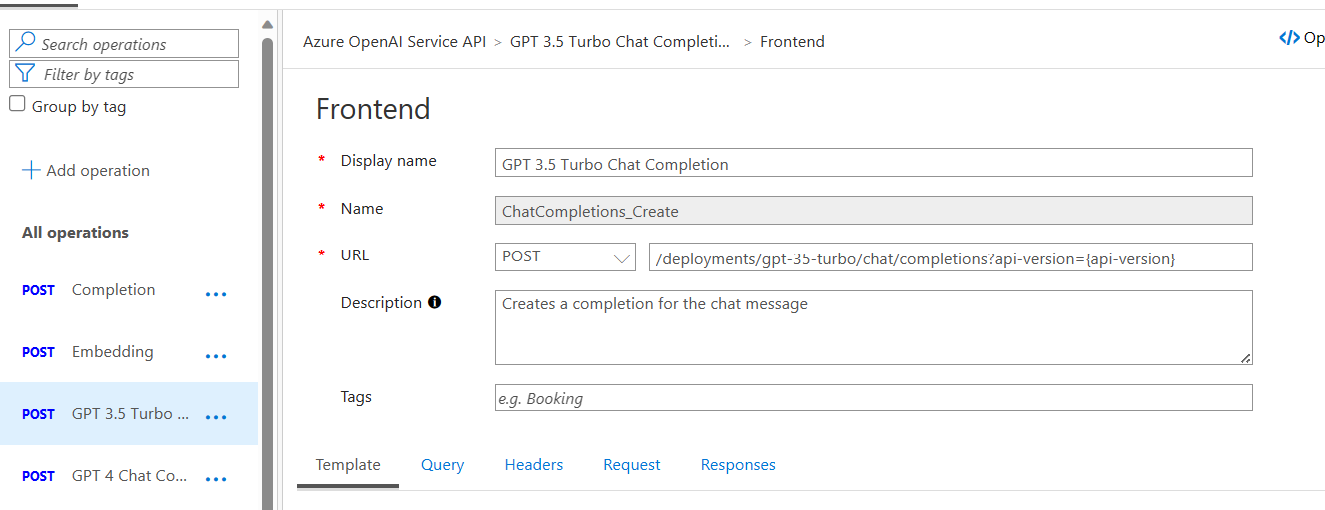 Search operations
Filter by tags
Group by tag
Add operation
All operations
POST Completion ...
POST Embedding ...
POST GPT 3.5 Turbo ... ...
POST GPT 4 Chat Co... ...
Azure OpenAI Service API > GPT 3.5 Turbo Chat Completi... > Frontend
</> Op
Frontend
* Display name GPT 3.5 Turbo Chat Completion
* Name ChatCompletions_Create
* URL POST /deployments/gpt-35-turbo/chat/completions?api-version={api-version}
Description Creates a completion for the chat message
Tags e.g. Booking
Template Query Headers Request Responses